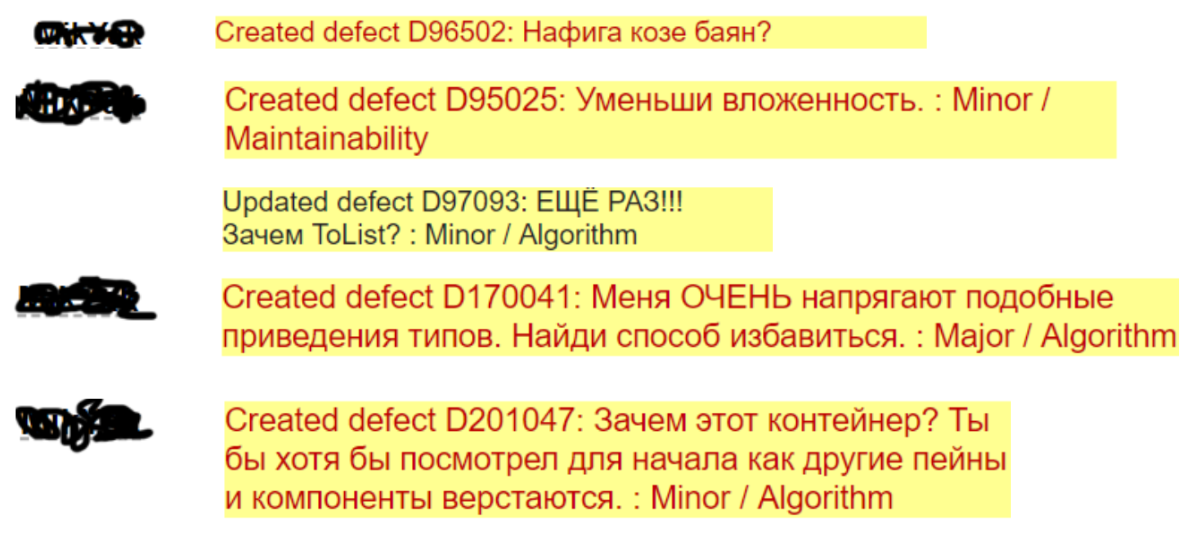 Created defect D96502: Нафига козе баян?
Created defect D95025: Уменьши вложенность. : Minor /
Maintainability
Updated defect D97093: ЕЩЁ РАЗ!!!
Зачем ToList? : Minor / Algorithm
Created defect D170041: Меня ОЧЕНЬ напрягают подобные
приведения типов. Найди способ избавиться. : Major / Algorithm
Created defect D201047: Зачем этот контейнер? Ты
бы хотя бы посмотрел для начала как другие пейны
и компоненты верстаются. : Minor / Algorithm